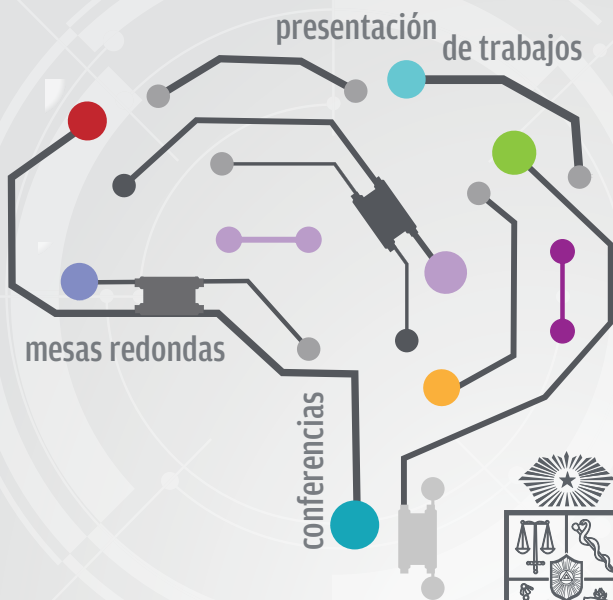 presentación
de trabajos
mesas redondas
conferencias